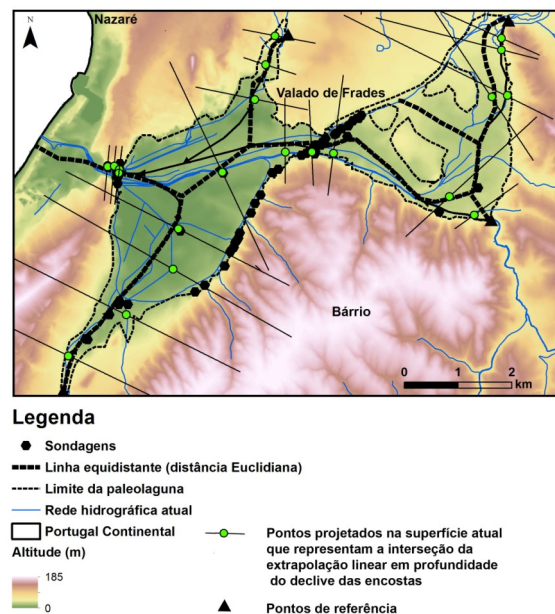 Nazaré
N
Valado de Frades
Bárrio
0 1 2
km
Legenda
Sondagens
Linha equidistante (distância Euclidiana)
Limite da paleolaguna
Rede hidrográfica atual
Portugal Continental
Altitude (m)
185
0
Pontos projetados na superfície atual
que representam a interseção da
extrapolação linear em profundidade
do declive das encostas
Pontos de referência